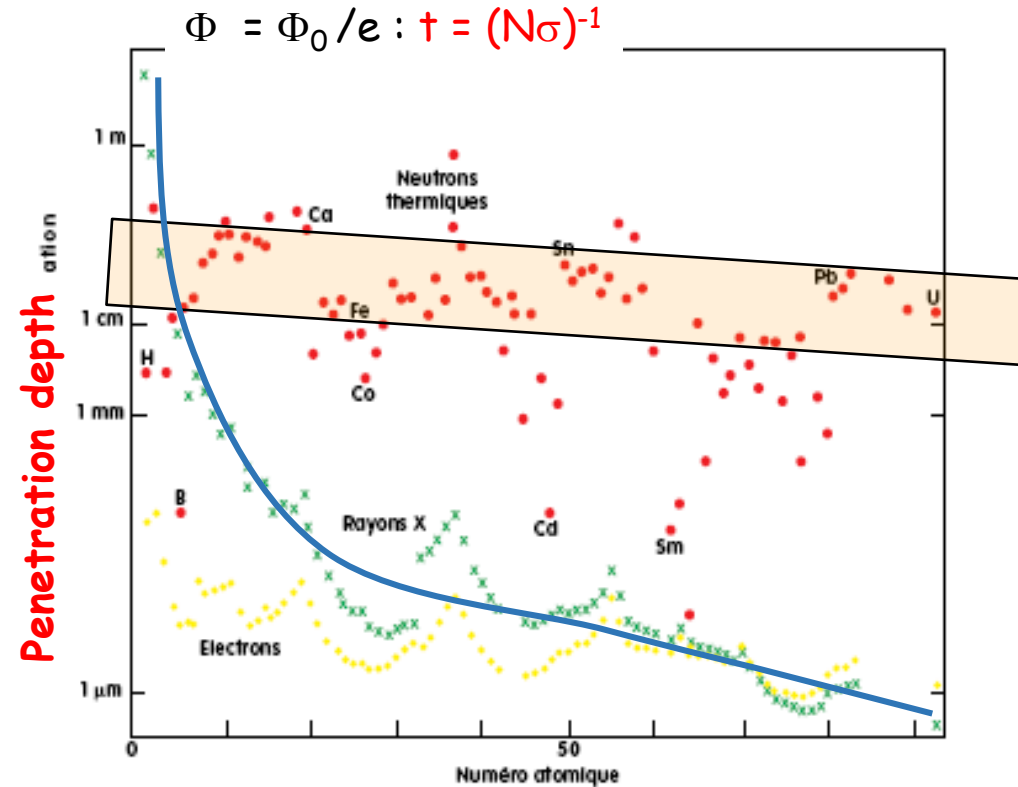 Φ = Φ₀/e : t = (Nσ)⁻¹
Penetration depth
ation
1 m
1 cm
1 mm
1 μm
Neutrons
thermiques
Ca
Sn
Pb
U
Fe
H
Co
B
Rayons X
Cd
Sm
Electrons
0
50
Numéro atomique